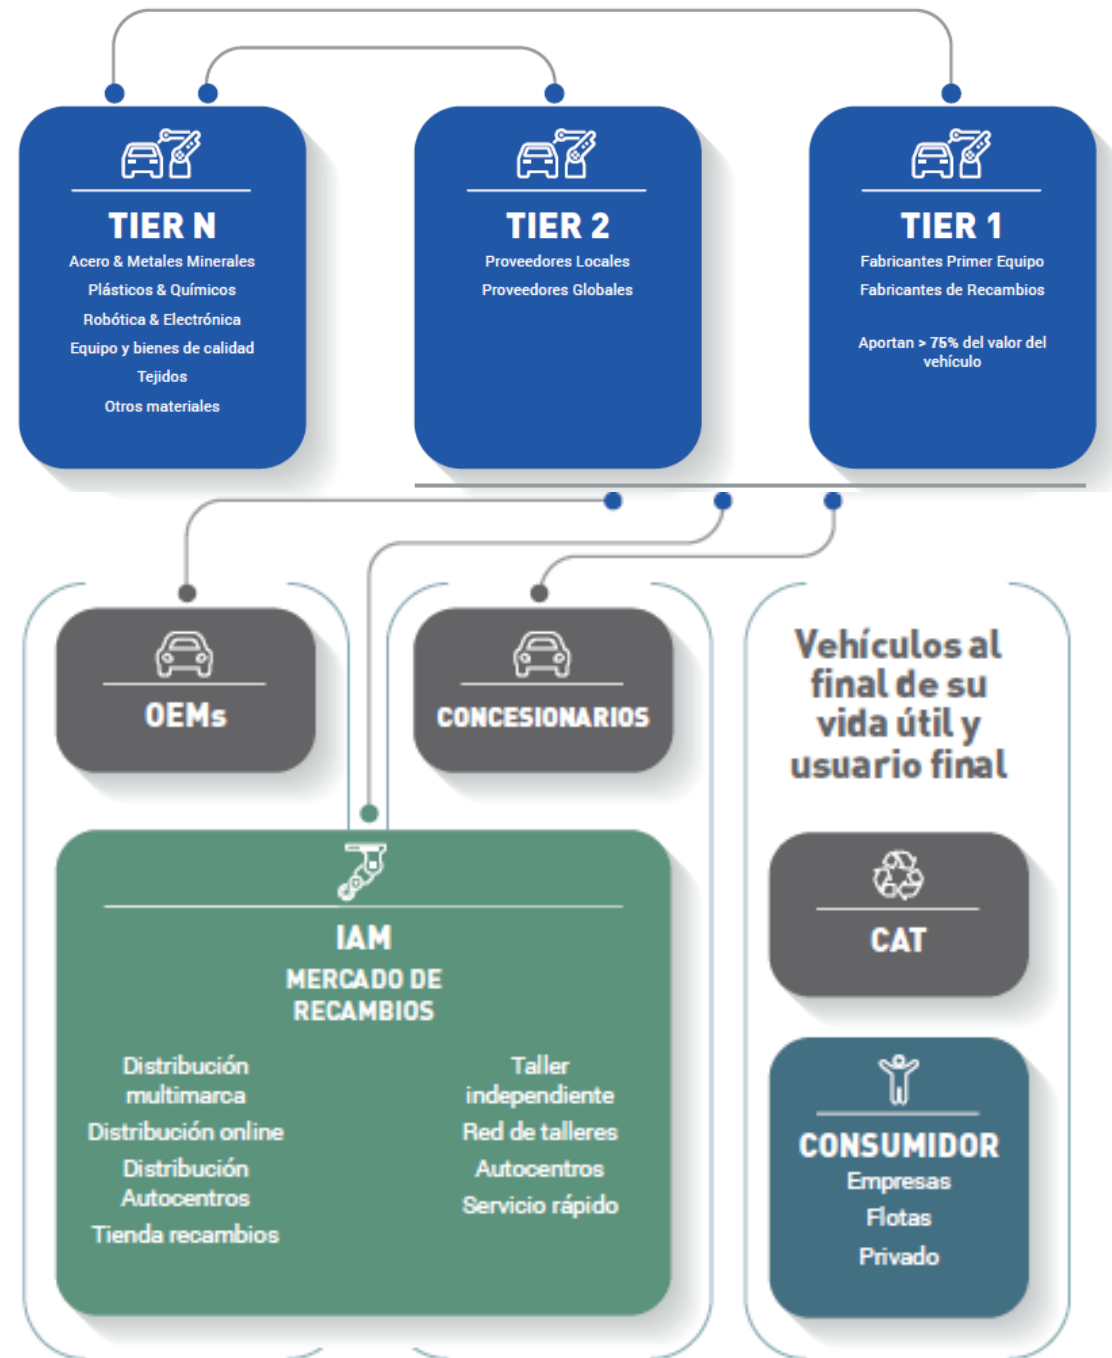 TIER N
Acero & Metales Minerales
Plásticos & Químicos
Robótica & Electrónica
Equipo y bienes de calidad
Tejidos
Otros materiales
TIER 2
Proveedores Locales
Proveedores Globales
TIER 1
Fabricantes Primer Equipo
Fabricantes de Recambios
Aportan > 75% del valor del
vehículo
OEMs
CONCESIONARIOS
IAM
MERCADO DE
RECAMBIOS
Distribución
multimarca
Distribución online
Distribución
Autocentros
Tienda recambios
Taller
independiente
Red de talleres
Autocentros
Servicio rápido
Vehículos al
final de su
vida útil y
usuario final
CAT
CONSUMIDOR
Empresas
Flotas
Privado